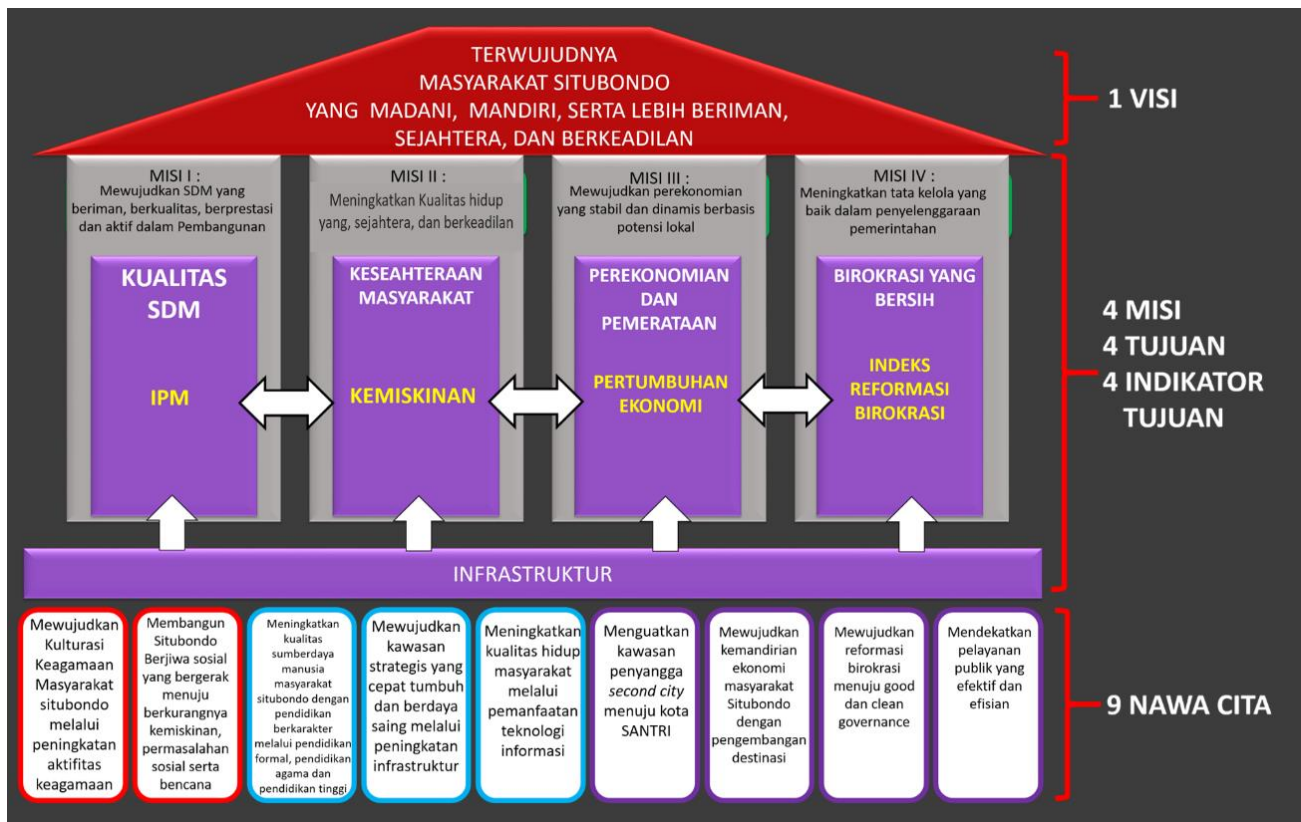 TERWUJUDNYA
MASYARAKAT SITUBONDO
YANG MADANI, MANDIRI, SERTA LEBIH BERIMAN,
SEJAHTERA, DAN BERKEADILAN
1 VISI
MISI I :
Mewujudkan SDM yang
beriman, berkualitas, berprestasi
dan aktif dalam Pembangunan
KUALITAS
SDM
IPM
MISI II :
Meningkatkan Kualitas hidup
yang, sejahtera, dan berkeadilan
KESEAHTERAAN
MASYARAKAT
KEMISKINAN
MISI III :
Mewujudkan perekonomian
yang stabil dan dinamis berbasis
potensi lokal
PEREKONOMIAN
DAN
PEMERATAAN
PERTUMBUHAN
EKONOMI
MISI IV :
Meningkatkan tata kelola yang
baik dalam penyelenggaraan
pemerintahan
BIROKRASI YANG
BERSIH
INDEKS
REFORMASI
BIROKRASI
4 MISI
4 TUJUAN
4 INDIKATOR
TUJUAN
INFRASTRUKTUR
Mewujudkan
Kulturasi
Keagamaan
Masyarakat
situbondo
melalui
peningkatan
aktifitas
keagamaan
Membangun
Situbondo
Berjiwa sosial
yang bergerak
menuju
berkurangnya
kemiskinan,
permasalahan
sosial serta
bencana
Meningkatkan
kualitas
sumberdaya
manusia
masyarakat
situbondo dengan
pendidikan
berkarakter
melalui pendidikan
formal, pendidikan
agama dan
pendidikan tinggi
Mewujudkan
kawasan
strategis yang
cepat tumbuh
dan berdaya
saing melalui
peningkatan
infrastruktur
Meningkatkan
kualitas hidup
masyarakat
melalui
pemanfaatan
teknologi
informasi
Menguatkan
kawasan
penyangga
second city
menuju kota
SANTRI
Mewujudkan
kemandirian
ekonomi
masyarakat
Situbondo
dengan
pengembangan
destinasi
Mewujudkan
reformasi
birokrasi
menuju good
dan clean
governance
Mendekatkan
pelayanan
publik yang
efektif dan
efisian
9 NAWA CITA